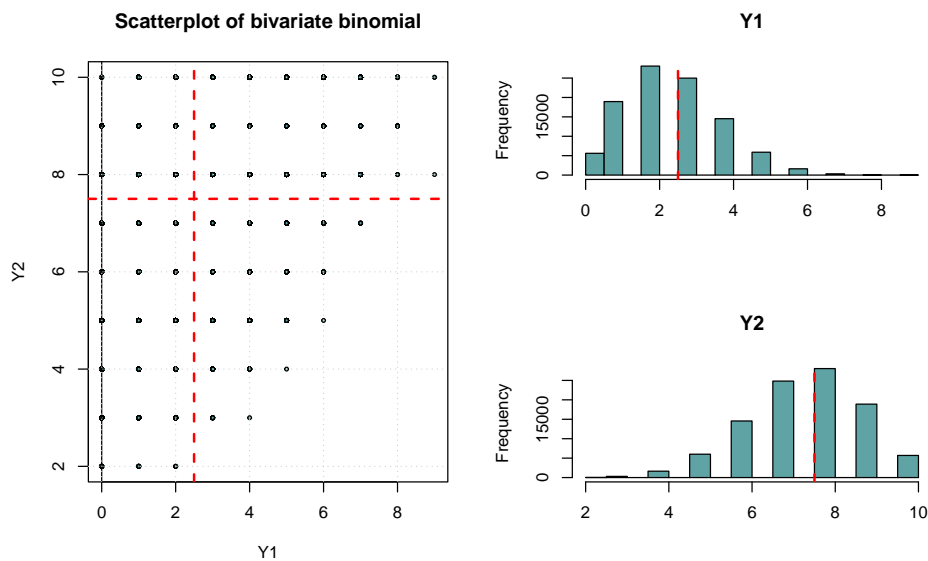 Scatterplot of bivariate binomial
Y2
10
8
6
4
2
0 2 4 6 8
Y1
Y1
Frequency
15000
0
0 2 4 6 8
Y2
Frequency
15000
0
2 4 6 8 10